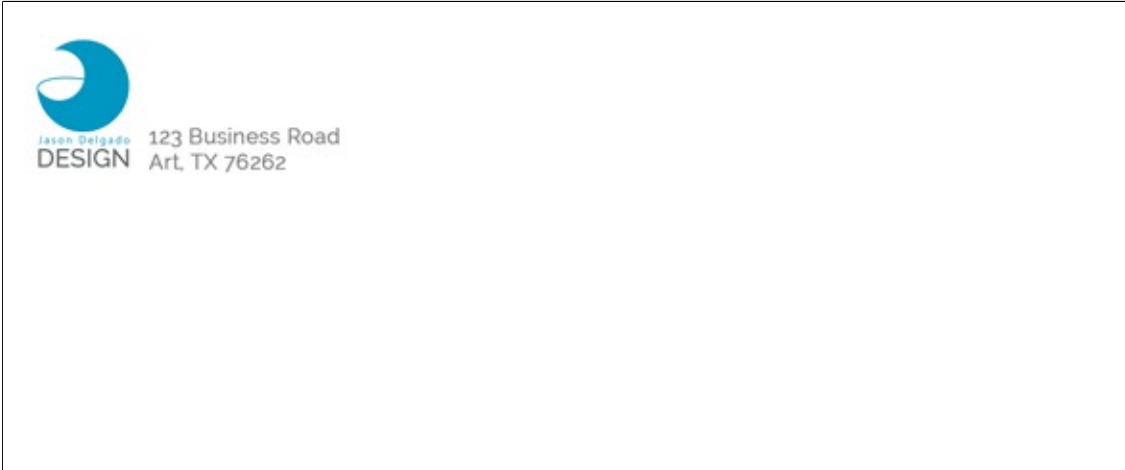 Jason Delgado
DESIGN
123 Business Road
Art, TX 76262